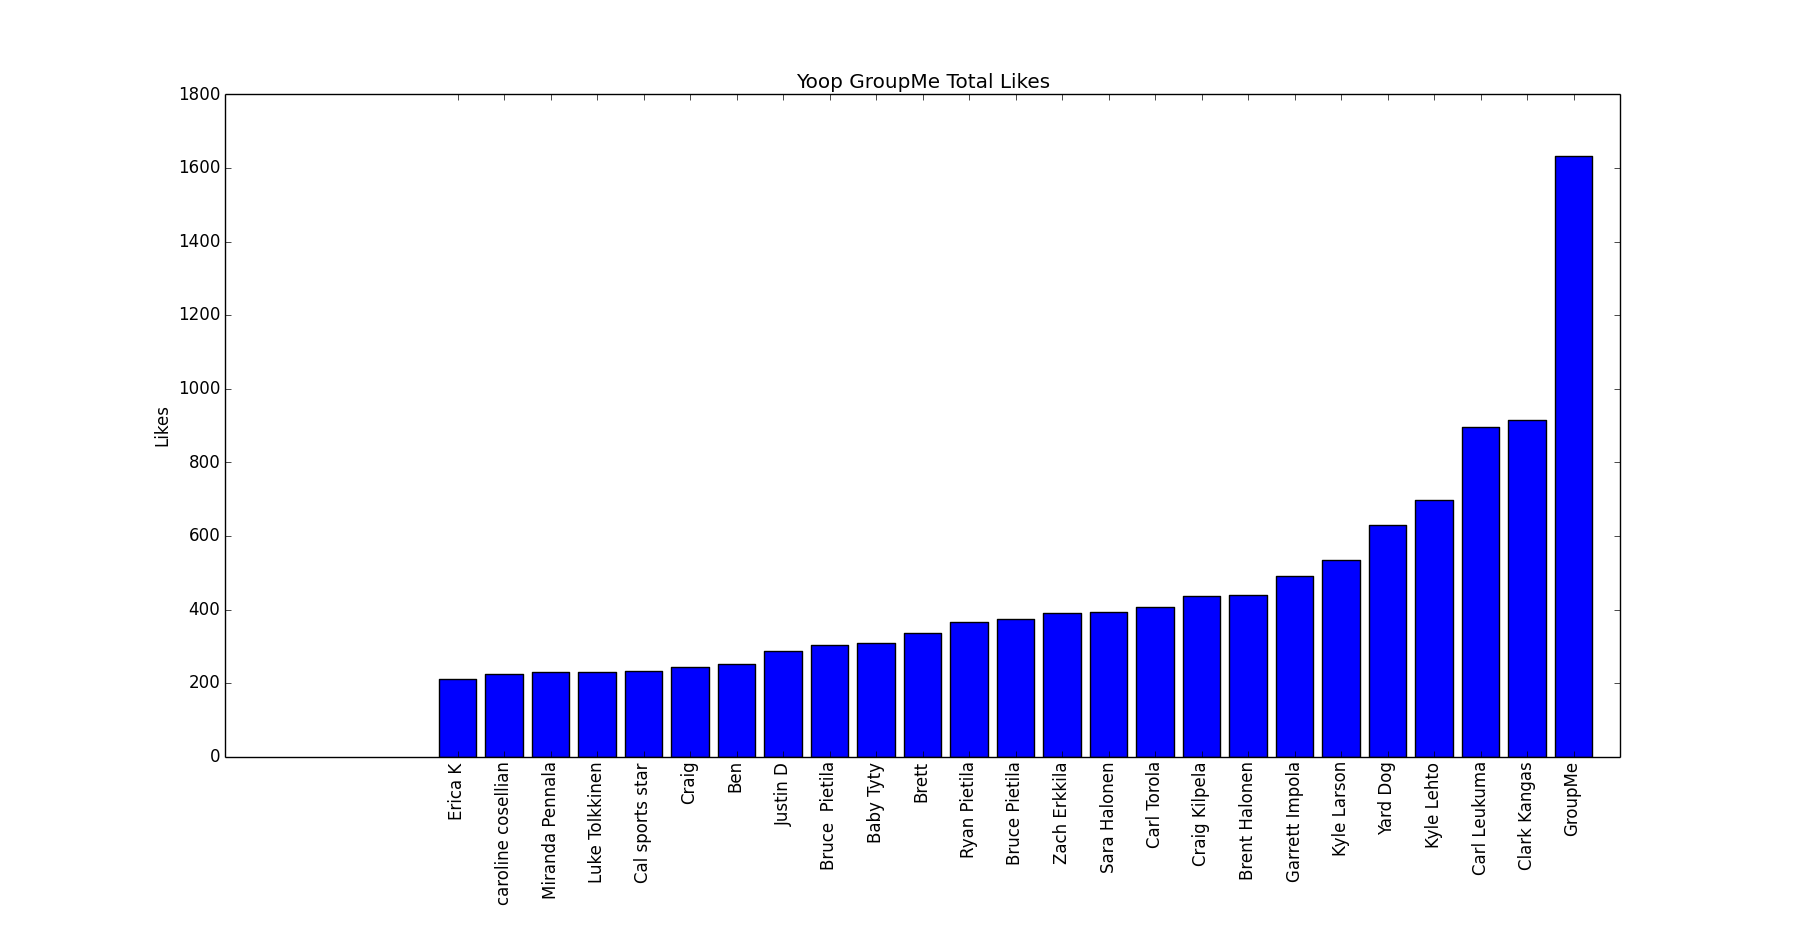 Yoop GroupMe Total Likes
1800
1600
1400
1200
1000
800
600
400
200
0
Likes
Erica K
caroline cosellian
Miranda Pennala
Luke Tolkkinen
Cal sports star
Craig
Ben
Justin D
Bruce  Pietila
Baby Tyty
Brett
Ryan Pietila
Bruce Pietila
Zach Erkkila
Sara Halonen
Carl Torola
Craig Kilpela
Brent Halonen
Garrett Impola
Kyle Larson
Yard Dog
Kyle Lehto
Carl Leukuma
Clark Kangas
GroupMe